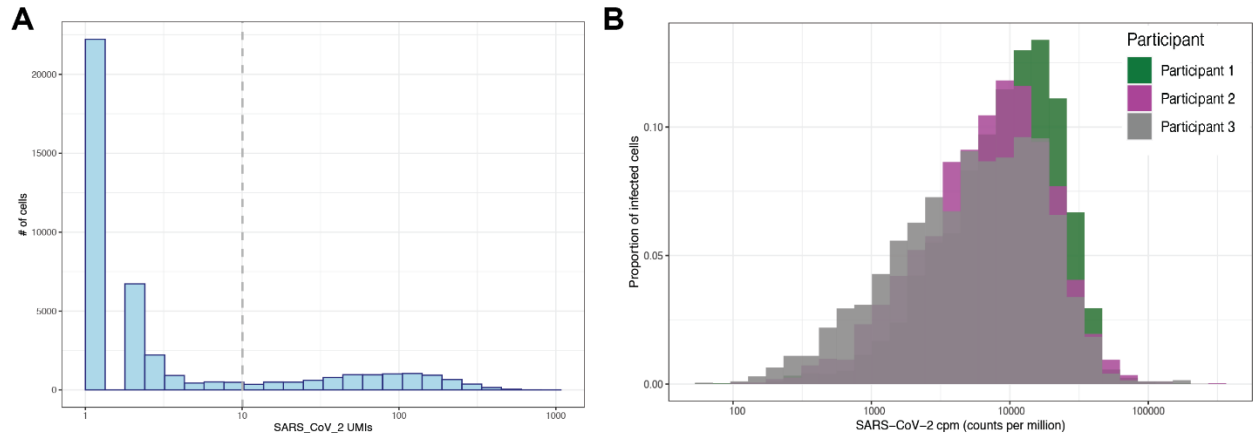 A
# of cells
20000
15000
10000
5000
0
1
10
100
1000
SARS_CoV_2 UMIs
B
Proportion of infected cells
0.10
0.05
0.00
100
1000
10000
100000
SARS-CoV-2 cpm (counts per million)
Participant
Participant 1
Participant 2
Participant 3